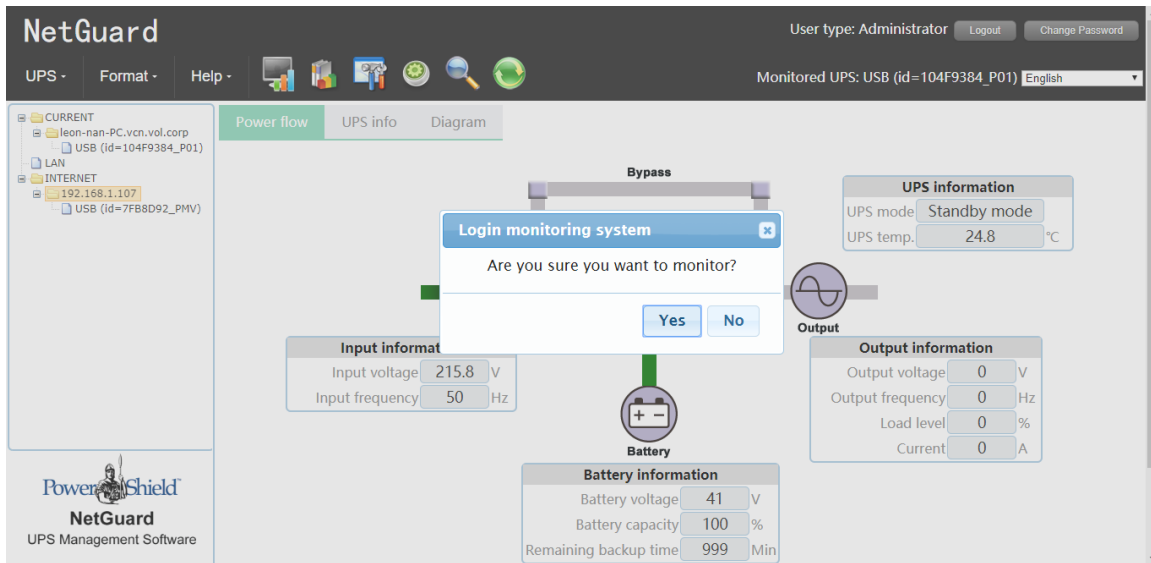 NetGuard
User type: Administrator Logout Change Password
UPS - Format - Help -
Monitored UPS: USB (id=104F9384_P01) English
CURRENT
leon-nan-PC.vcn.vol.corp
USB (id=104F9384_P01)
LAN
INTERNET
192.168.1.107
USB (id=7FB8D92_PMV)
Power flow UPS info Diagram
Bypass
UPS information
UPS mode Standby mode
UPS temp. 24.8 ℃
Login monitoring system
Are you sure you want to monitor?
Yes No
Output
Input informat
Input voltage 215.8 V
Input frequency 50 Hz
Output information
Output voltage 0 V
Output frequency 0 Hz
Load level 0 %
Current 0 A
Battery
Battery information
Battery voltage 41 V
Battery capacity 100 %
Remaining backup time 999 Min
PowerShield
NetGuard
UPS Management Software